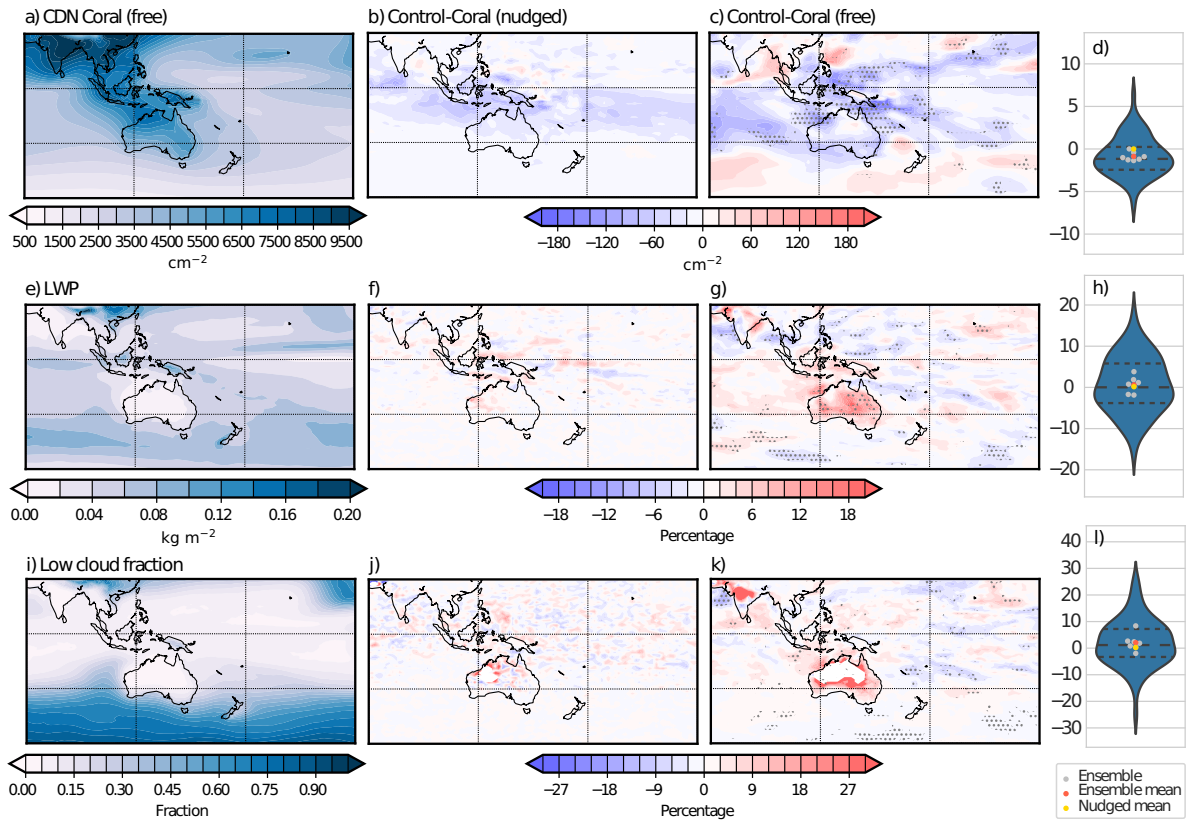 a) CDN Coral (free)
b) Control-Coral (nudged)
c) Control-Coral (free)
d)
10
5
0
−5
−10
500 1500 2500 3500 4500 5500 6500 7500 8500 9500
cm−2
−180 −120 −60 0 60 120 180
cm−2
e) LWP
f)
g)
h)
20
10
0
−10
−20
0.00 0.04 0.08 0.12 0.16 0.20
kg m−2
−18 −12 −6 0 6 12 18
Percentage
i) Low cloud fraction
j)
k)
l)
40
30
20
10
0
−10
−20
−30
0.00 0.15 0.30 0.45 0.60 0.75 0.90
Fraction
−27 −18 −9 0 9 18 27
Percentage
Ensemble
Ensemble mean
Nudged mean